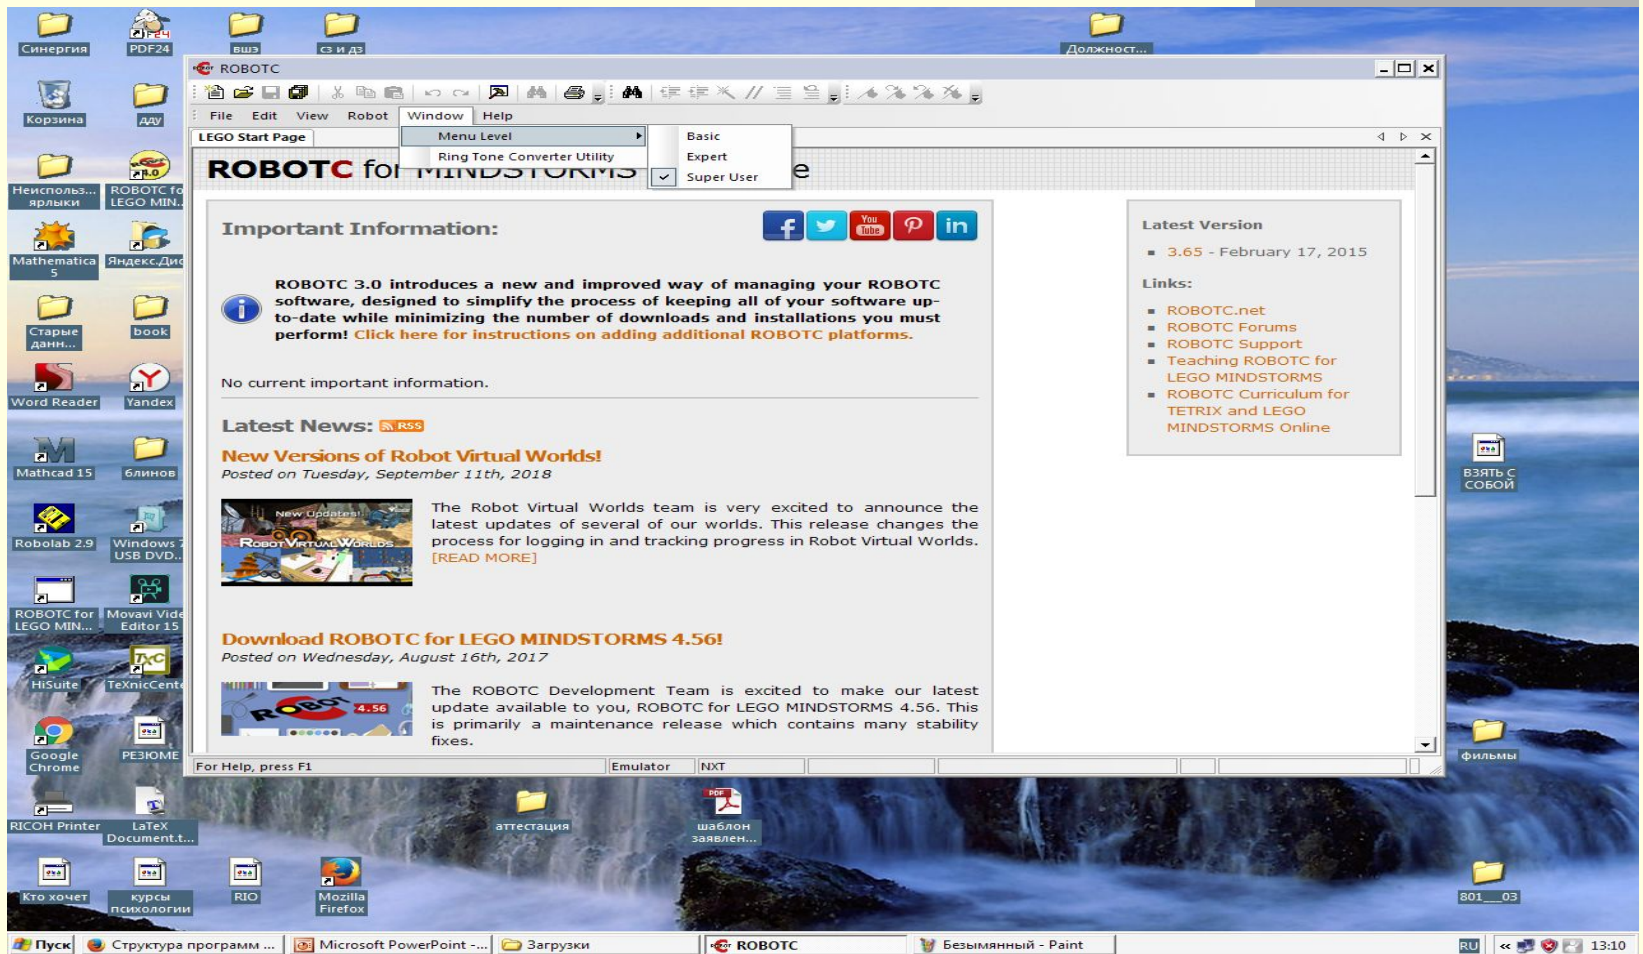 Синергия
PDF24
вшэ
сз и дз
Должност...
Корзина
дду
Неиспольз...
ярлыки
ROBOTC fo
LEGO MIN..
Mathematica
5
Яндекс.Дис
Старые
данн...
book
Word Reader
Yandex
Mathcad 15
блинов
Robolab 2.9
Windows 7
USB DVD..
ROBOTC for
LEGO MIN...
Movavi Vide
Editor 15
HiSuite
TeXnicCente
Google
Chrome
РЕЗЮМЕ
RICOH Printer
LaTeX
Document.t...
Кто хочет
курсы
психологии
RIO
Mozilla
Firefox
аттестация
шаблон
заявлен...
ВЗЯТЬ С
СОБОЙ
фильмы
801___03
ROBOTC
File Edit View Robot Window Help
Menu Level
Ring Tone Converter Utility
Basic
Expert
Super User
LEGO Start Page
ROBOTC for MINDSTORMS
Important Information:
You
Tube
in
ROBOTC 3.0 introduces a new and improved way of managing your ROBOTC
software, designed to simplify the process of keeping all of your software up-
to-date while minimizing the number of downloads and installations you must
perform! Click here for instructions on adding additional ROBOTC platforms.
No current important information.
Latest News: RSS
New Versions of Robot Virtual Worlds!
Posted on Tuesday, September 11th, 2018
New Updates!
ROBOT VIRTUAL WORLDS
The Robot Virtual Worlds team is very excited to announce the
latest updates of several of our worlds. This release changes the
process for logging in and tracking progress in Robot Virtual Worlds.
[READ MORE]
Download ROBOTC for LEGO MINDSTORMS 4.56!
Posted on Wednesday, August 16th, 2017
ROBOT 4.56
The ROBOTC Development Team is excited to make our latest
update available to you, ROBOTC for LEGO MINDSTORMS 4.56. This
is primarily a maintenance release which contains many stability
fixes.
Latest Version
3.65 - February 17, 2015
Links:
ROBOTC.net
ROBOTC Forums
ROBOTC Support
Teaching ROBOTC for
LEGO MINDSTORMS
ROBOTC Curriculum for
TETRIX and LEGO
MINDSTORMS Online
For Help, press F1
Emulator
NXT
Пуск
Структура программ ...
Microsoft PowerPoint -...
Загрузки
ROBOTC
Безымянный - Paint
RU
13:10